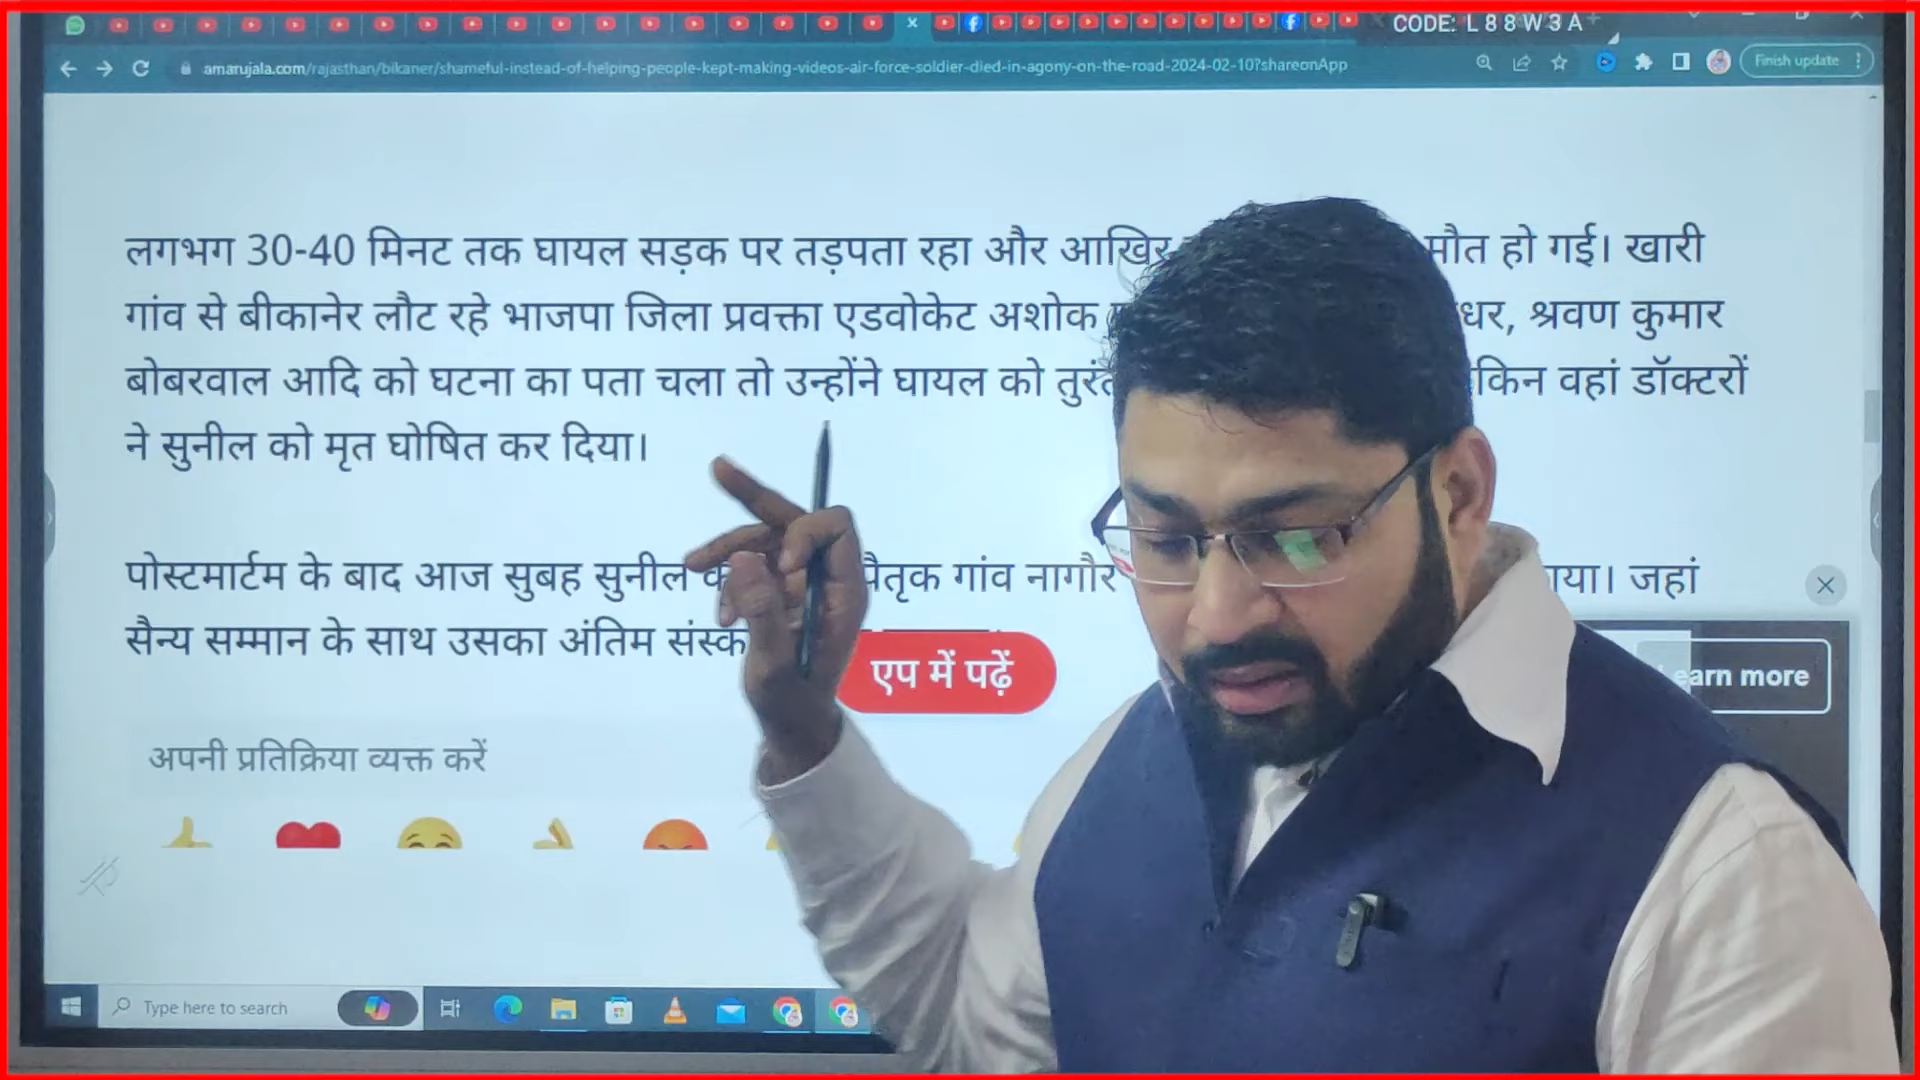 CODE: L 8 8 W 3 A
amarujala.com/rajasthan/bikaner/shameful-instead-of-helping-people-kept-making-videos-air-force-soldier-died-in-agony-on-the-road-2024-02-10?shareonApp
Finish update
लगभग 30-40 मिनट तक घायल सड़क पर तड़पता रहा और आखिर मौत हो गई। खारी
गांव से बीकानेर लौट रहे भाजपा जिला प्रवक्ता एडवोकेट अशोक धर, श्रवण कुमार
बोबरवाल आदि को घटना का पता चला तो उन्होंने घायल को तुरंत किन वहां डॉक्टरों
ने सुनील को मृत घोषित कर दिया।
पोस्टमार्टम के बाद आज सुबह सुनील पैतृक गांव नागौर या। जहां
सैन्य सम्मान के साथ उसका अंतिम संस्का
एप में पढ़ें
earn more
अपनी प्रतिक्रिया व्यक्त करें
Type here to search